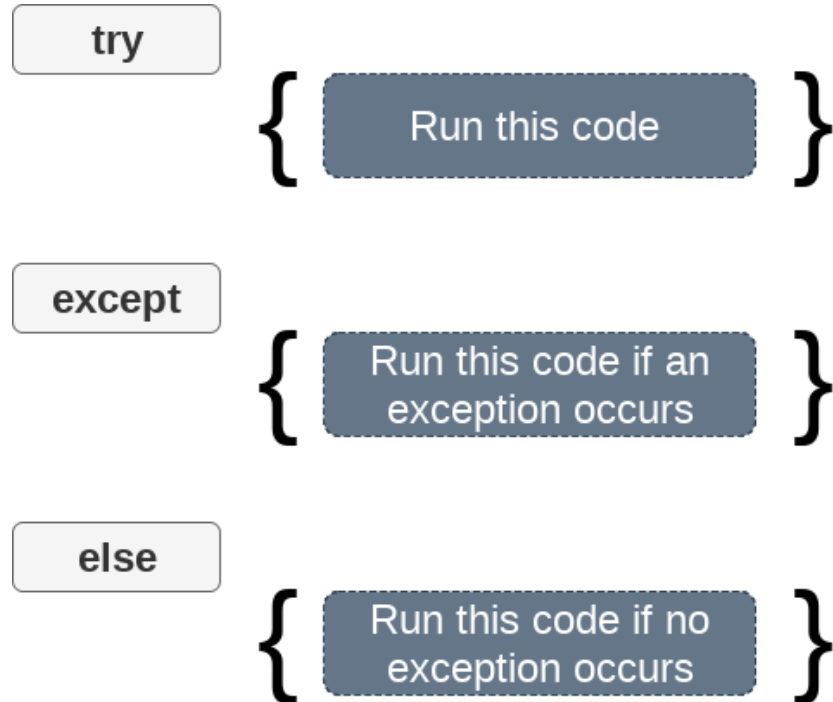 try
{ Run this code }
except
{ Run this code if an
exception occurs }
else
{ Run this code if no
exception occurs }